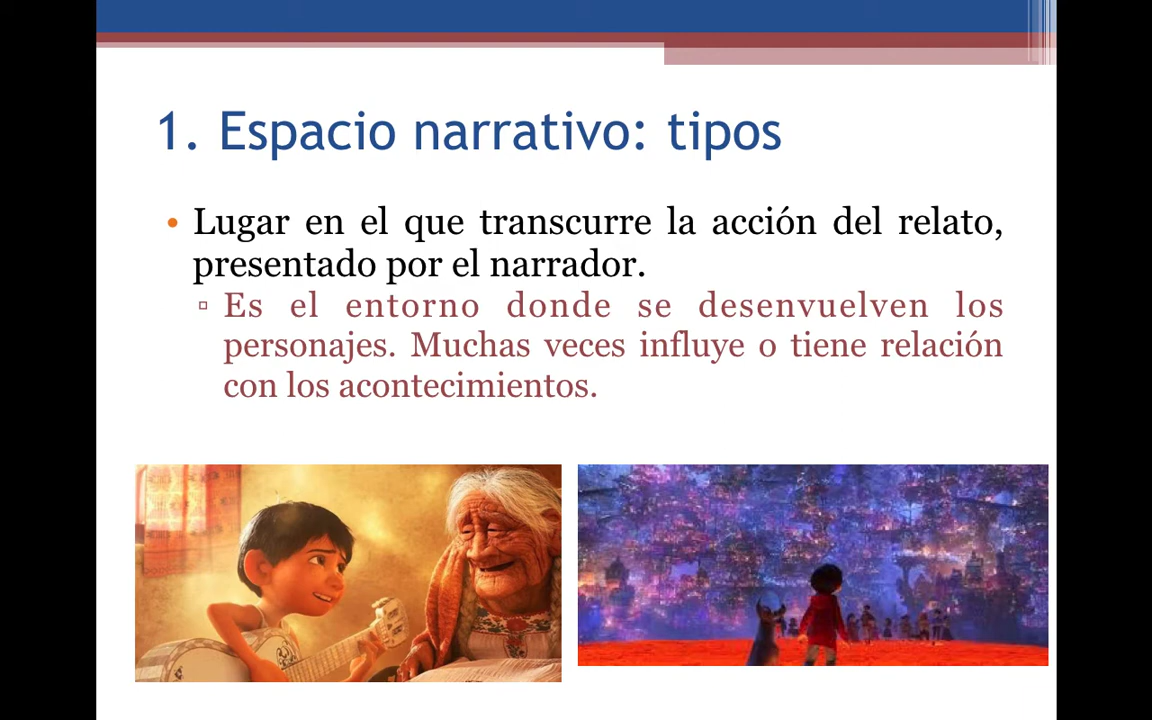 1. Espacio narrativo: tipos
• Lugar en el que transcurre la acción del relato,
presentado por el narrador.
▫ Es el entorno donde se desenvuelven los
personajes. Muchas veces influye o tiene relación
con los acontecimientos.